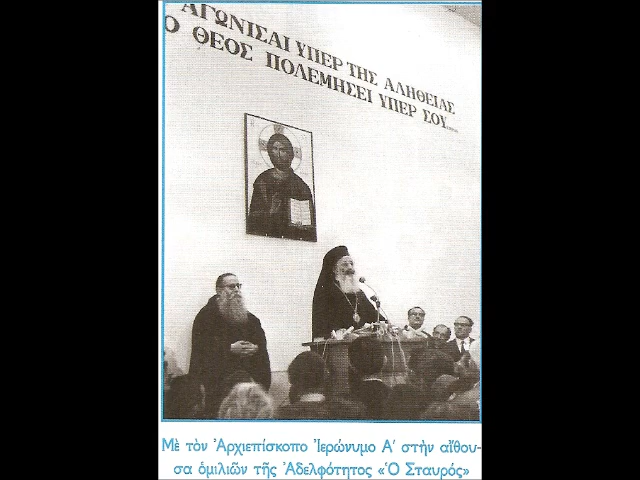 ΑΓΩΝΙΣΑΙ ΥΠΕΡ ΤΗΣ ΑΛΗΘΕΙΑΣ
Ο ΘΕΟΣ ΠΟΛΕΜΗΣΕΙ ΥΠΕΡ ΣΟΥ....
Μὲ τὸν Ἀρχιεπίσκοπο Ἱερώνυμο Α' στὴν αἴθου-
σα ὁμιλιῶν τῆς Ἀδελφότητος «Ὁ Σταυρός»